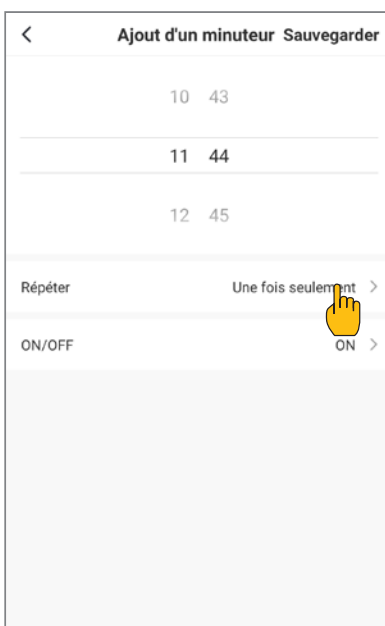 Ajout d'un minuteur Sauvegarder
10 43
11 44
12 45
Répéter Une fois seulement
ON/OFF ON